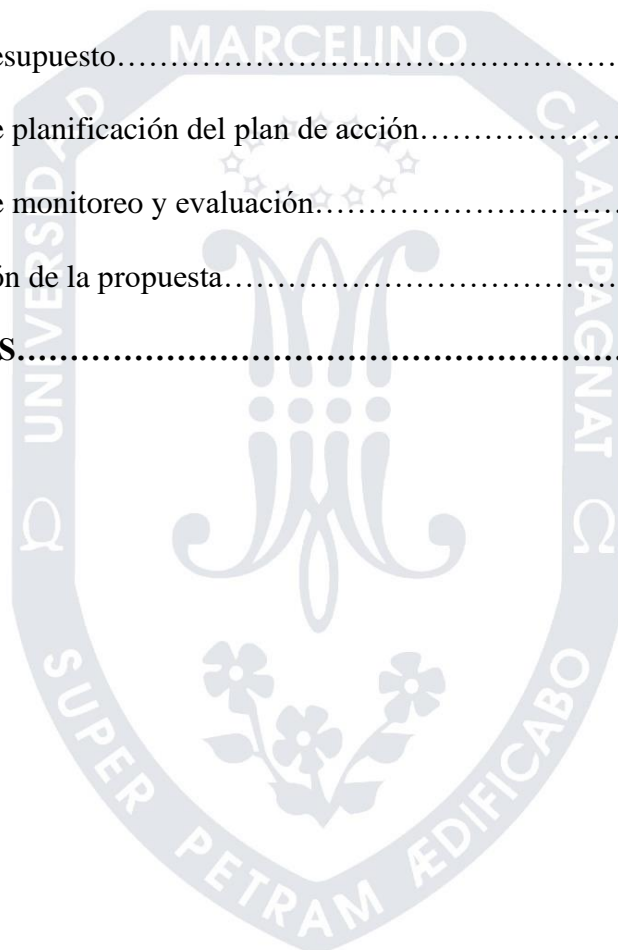 esupuesto…………………………………………
e planificación del plan de acción…………………
e monitoreo y evaluación……………………………
ón de la propuesta……………………………………
S………………………………………………………
UNIVERSIDAD MARCELINO CHAMPAGNAT
Ω Ω
SUPER PETRAM ÆDIFICABO